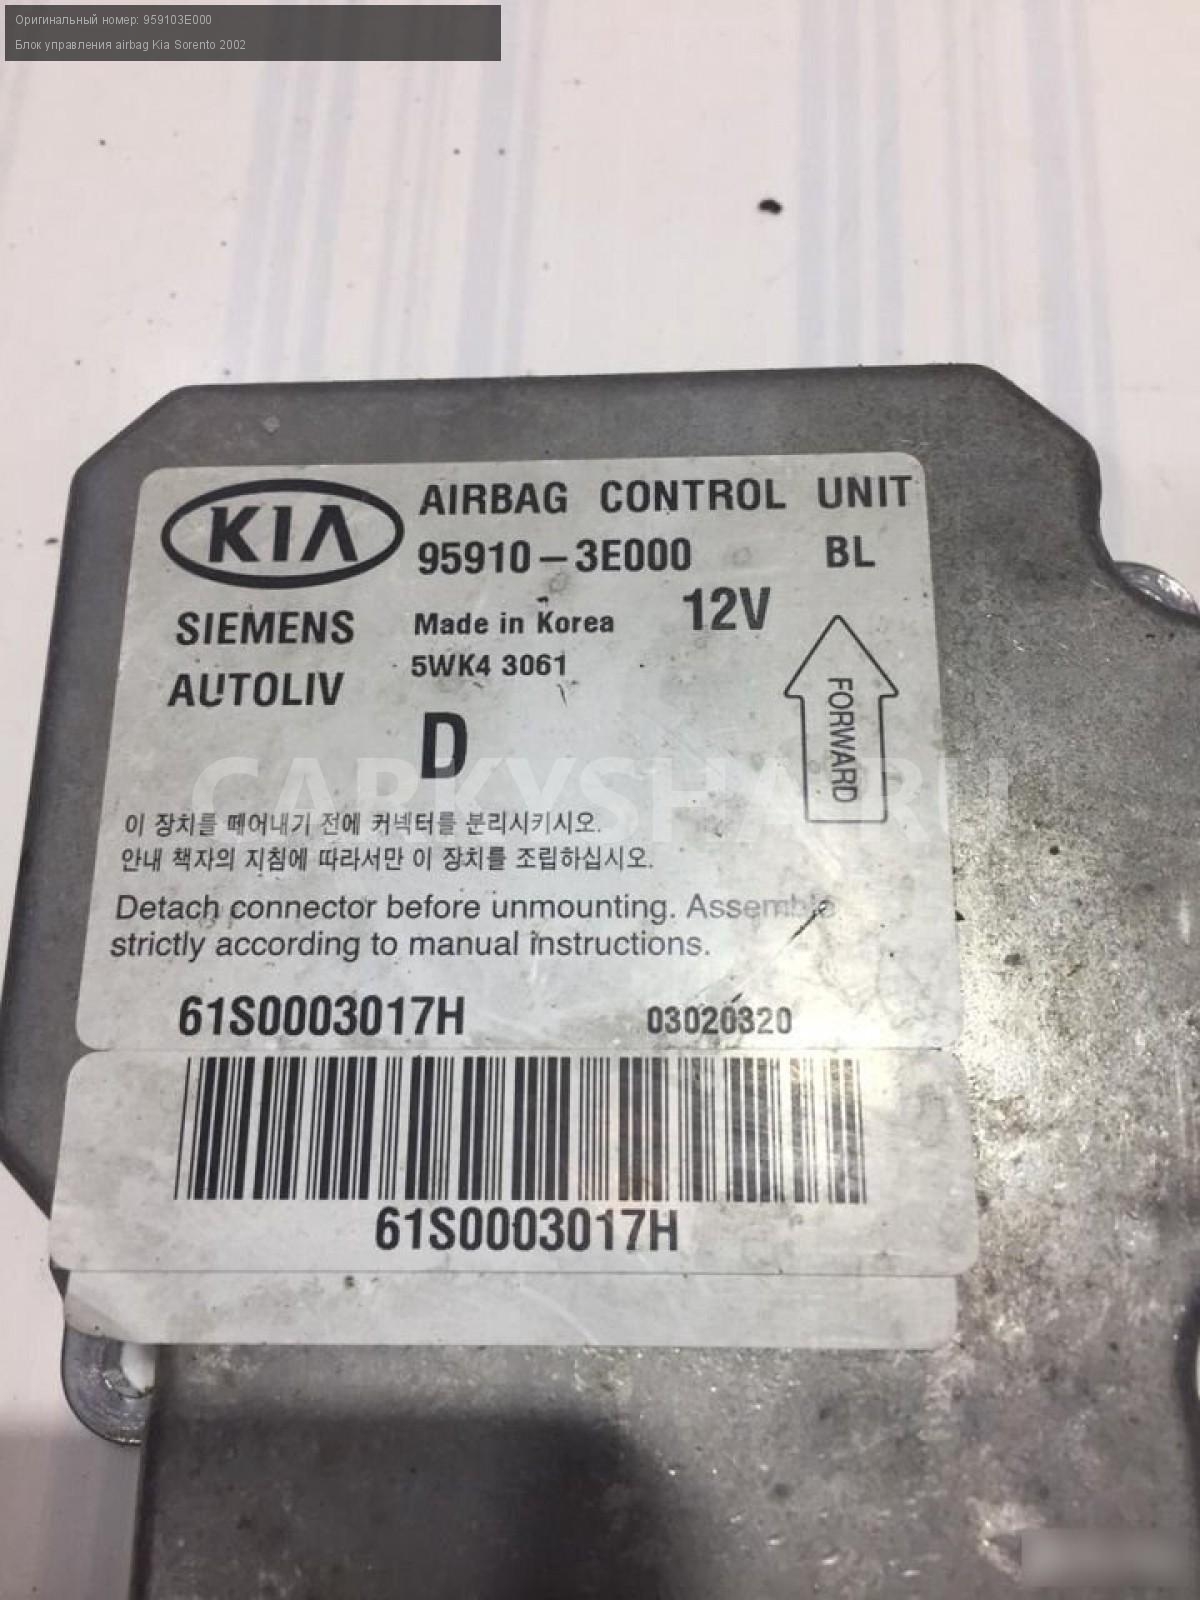 Оригинальный номер: 959103E000
Блок управления airbag Kia Sorento 2002
KIA
AIRBAG CONTROL UNIT
95910-3E000 BL
SIEMENS
AUTOLIV
Made in Korea 12V
5WK4 3061
D
FORWARD
CARKYSHA.RU
이 장치를 떼어내기 전에 커넥터를 분리시키시오.
안내 책자의 지침에 따라서만 이 장치를 조립하십시오.
Detach connector before unmounting. Assemble
strictly according to manual instructions.
61S0003017H 03020320
61S0003017H